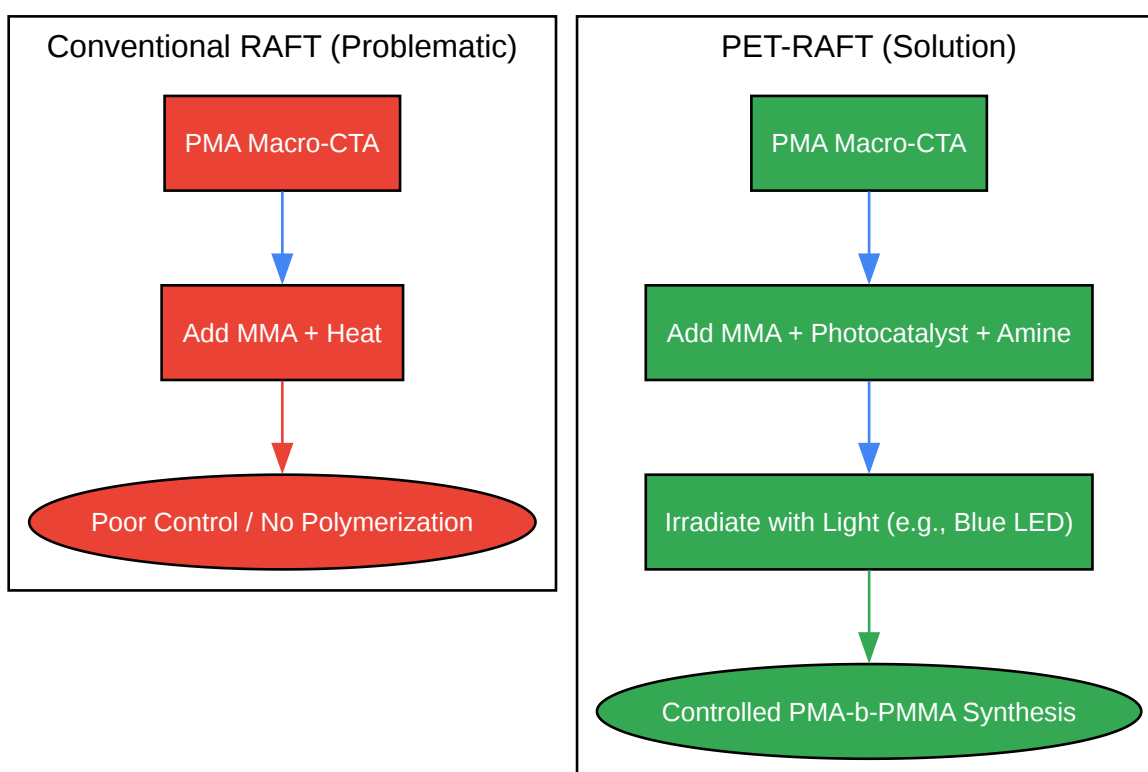 Conventional RAFT (Problematic)
PMA Macro-CTA
Add MMA + Heat
Poor Control / No Polymerization
PET-RAFT (Solution)
PMA Macro-CTA
Add MMA + Photocatalyst + Amine
Irradiate with Light (e.g., Blue LED)
Controlled PMA-b-PMMA Synthesis